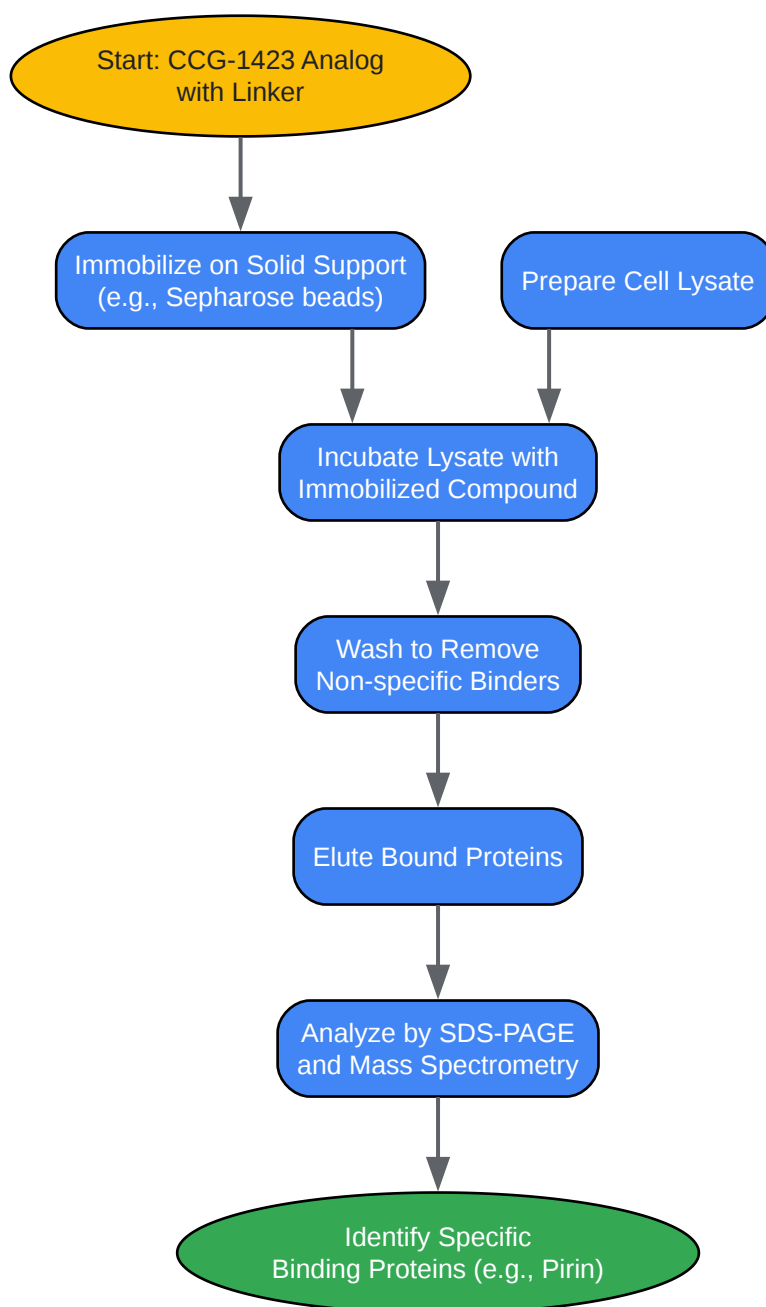 Start: CCG-1423 Analog
with Linker
Immobilize on Solid Support
(e.g., Sepharose beads)
Prepare Cell Lysate
Incubate Lysate with
Immobilized Compound
Wash to Remove
Non-specific Binders
Elute Bound Proteins
Analyze by SDS-PAGE
and Mass Spectrometry
Identify Specific
Binding Proteins (e.g., Pirin)